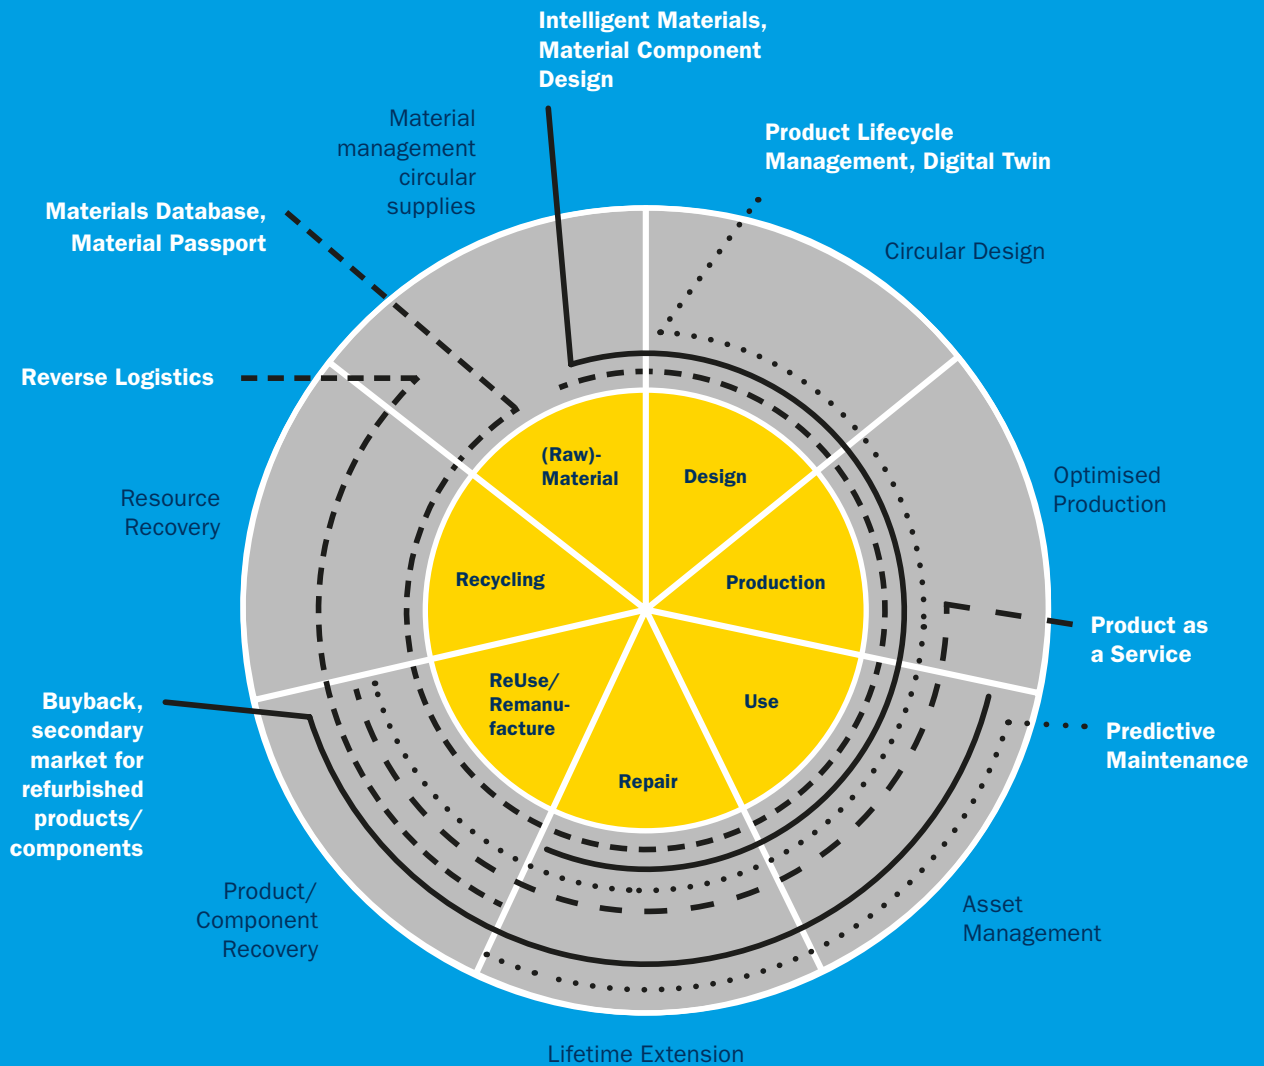 Intelligent Materials,
Material Component
Design
Material
management
circular
supplies
Product Lifecycle
Management, Digital Twin
Materials Database,
Material Passport
Circular Design
Reverse Logistics
(Raw)-
Material
Design
Optimised
Production
Resource
Recovery
Recycling
Production
Product as
a Service
ReUse/
Remanu-
facture
Use
Buyback,
secondary
market for
refurbished
products/
components
Predictive
Maintenance
Repair
Product/
Component
Recovery
Asset
Management
Lifetime Extension